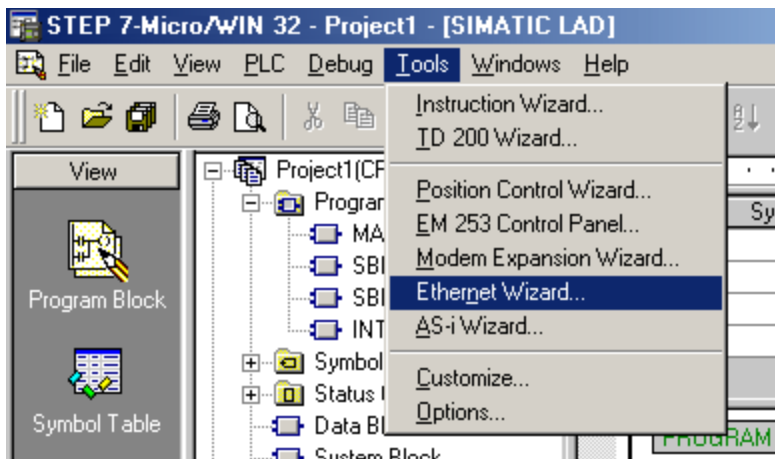 STEP 7-Micro/WIN 32 - Project1 - [SIMATIC LAD]
File Edit View PLC Debug Tools Windows Help
Instruction Wizard...
TD 200 Wizard...
Position Control Wizard...
EM 253 Control Panel...
Modem Expansion Wizard...
Ethernet Wizard...
AS-i Wizard...
Customize...
Options...
View
Program Block
Symbol Table
Project1(CP
Program
MA
SBI
SBI
INT
Symbol
Status
Data Bl
System Block
Sy
PROGRAM